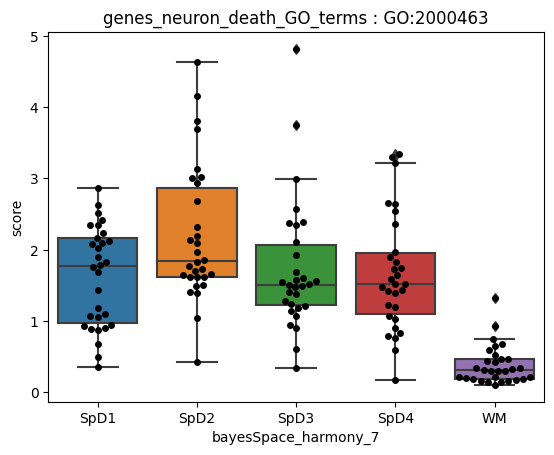 genes_neuron_death_GO_terms : GO:2000463
5
4
3
2
1
0
score
SpD1 SpD2 SpD3 SpD4 WM
bayesSpace_harmony_7